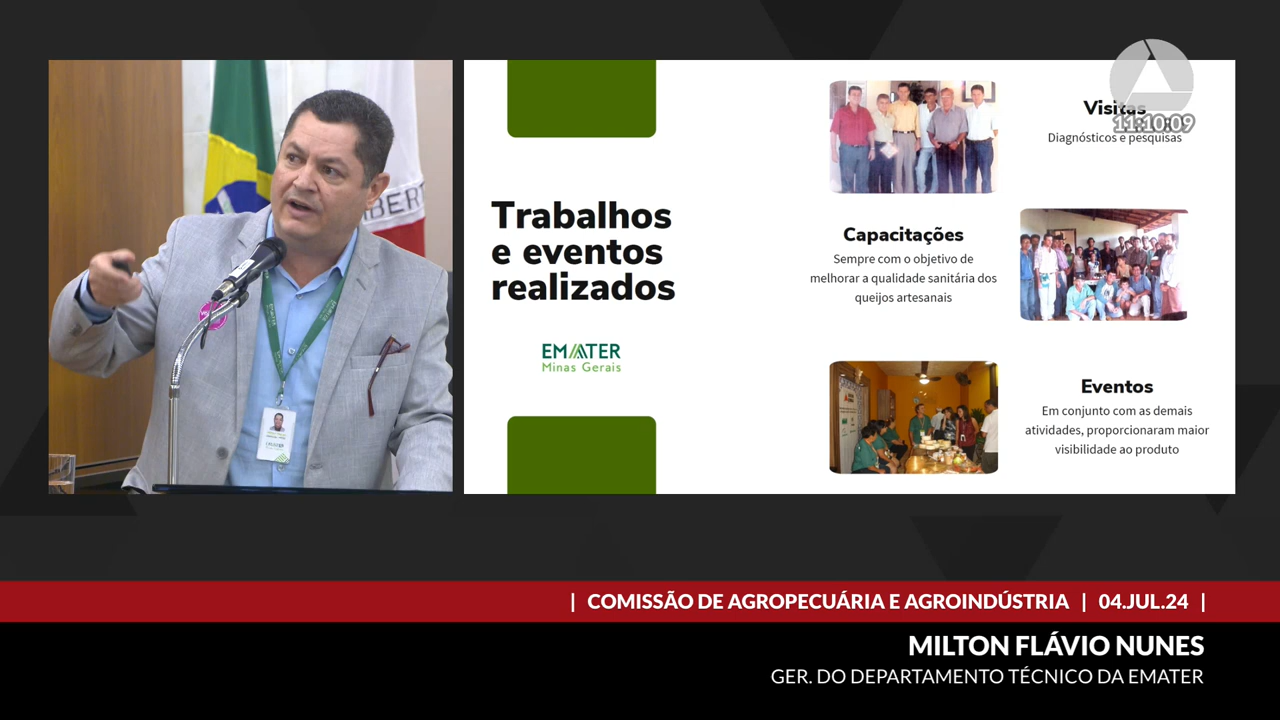 Trabalhos
e eventos
realizados
EMATER
Minas Gerais
Visitas
11:10:09
Diagnósticos e pesquisas
Capacitações
Sempre com o objetivo de
melhorar a qualidade sanitária dos
queijos artesanais
Eventos
Em conjunto com as demais
atividades, proporcionaram maior
visibilidade ao produto
| COMISSÃO DE AGROPECUÁRIA E AGROINDÚSTRIA | 04.JUL.24 |
MILTON FLÁVIO NUNES
GER. DO DEPARTAMENTO TÉCNICO DA EMATER